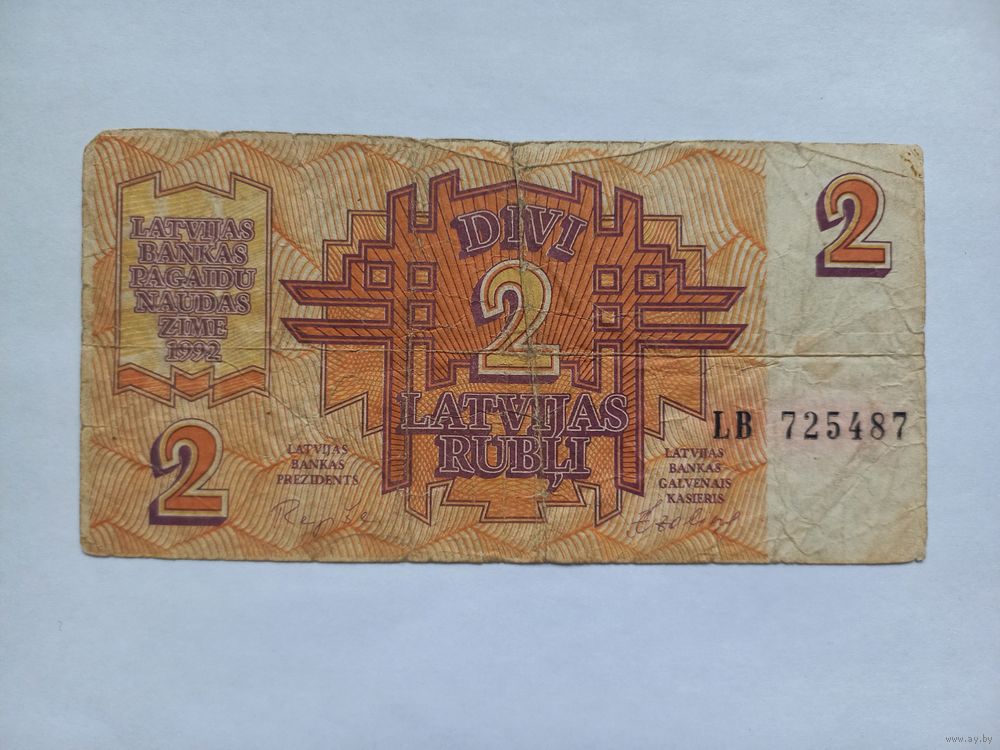 LATVIJAS
BANKAS
PAGAIDU
NAUDAS
ZIME
1992
DIVI
2
LATVIJAS
RUBĻI
2
LB 725487
2
LATVIJAS
BANKAS
PREZIDENTS
LATVIJAS
BANKAS
GALVENAIS
KASIERIS
www.ay.by